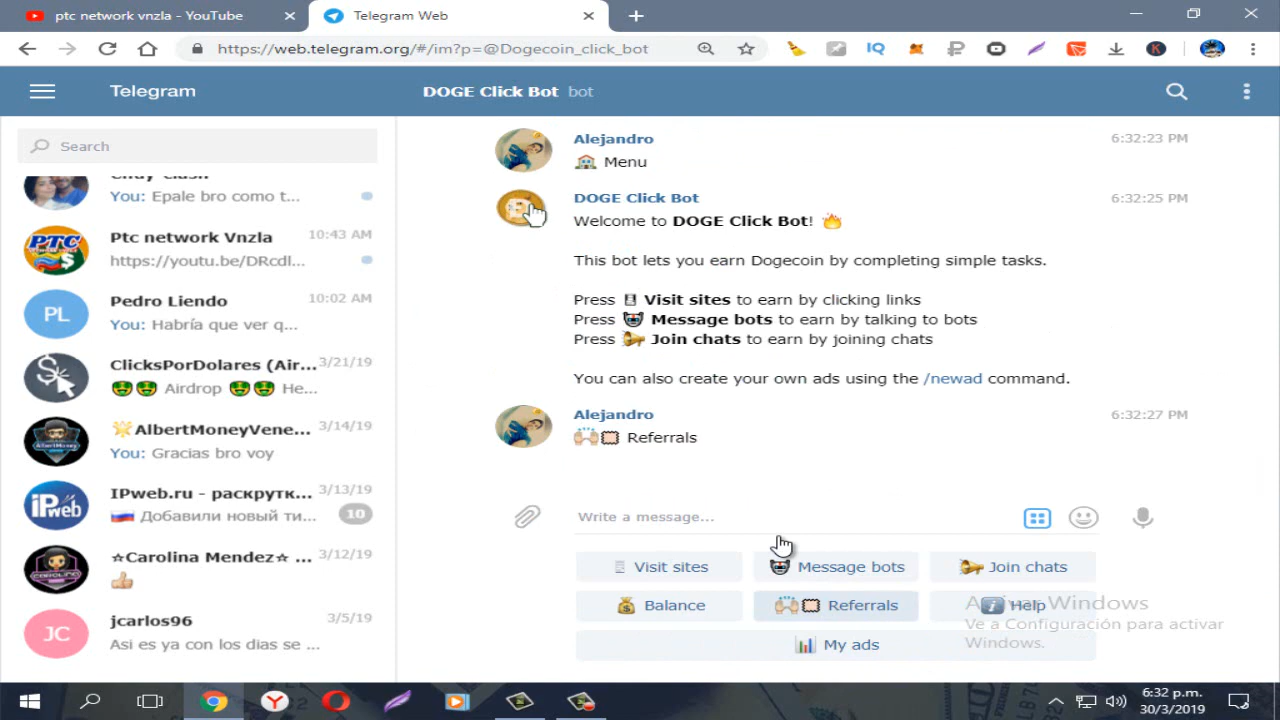 ptc network vnzla - YouTube
Telegram Web
https://web.telegram.org/#/im?p=@Dogecoin_click_bot
IQ
K
Telegram
DOGE Click Bot bot
Search
You: Epale bro como t...
Ptc network Vnzla 10:43 AM
https://youtu.be/DRcdl...
PTC
PL
Pedro Liendo 10:02 AM
You: Habría que ver q...
ClicksPorDolares (Air... 3/21/19
Airdrop He...
AlbertMoneyVene... 3/14/19
You: Gracias bro voy
IPweb.ru - раскрутк... 3/13/19
Добавили новый ти... 10
iPweb
☆Carolina Mendez☆ 3/12/19
JC
jcarlos96 3/5/19
Asi es ya con los dias se ...
Alejandro 6:32:23 PM
Menu
DOGE Click Bot 6:32:25 PM
Welcome to DOGE Click Bot!
This bot lets you earn Dogecoin by completing simple tasks.
Press Visit sites to earn by clicking links
Press Message bots to earn by talking to bots
Press Join chats to earn by joining chats
You can also create your own ads using the /newad command.
Alejandro 6:32:27 PM
Referrals
Write a message...
Visit sites Message bots Join chats
Balance Referrals Help
My ads
Activar Windows
Ve a Configuración para activar
Windows.
6:32 p.m.
30/3/2019